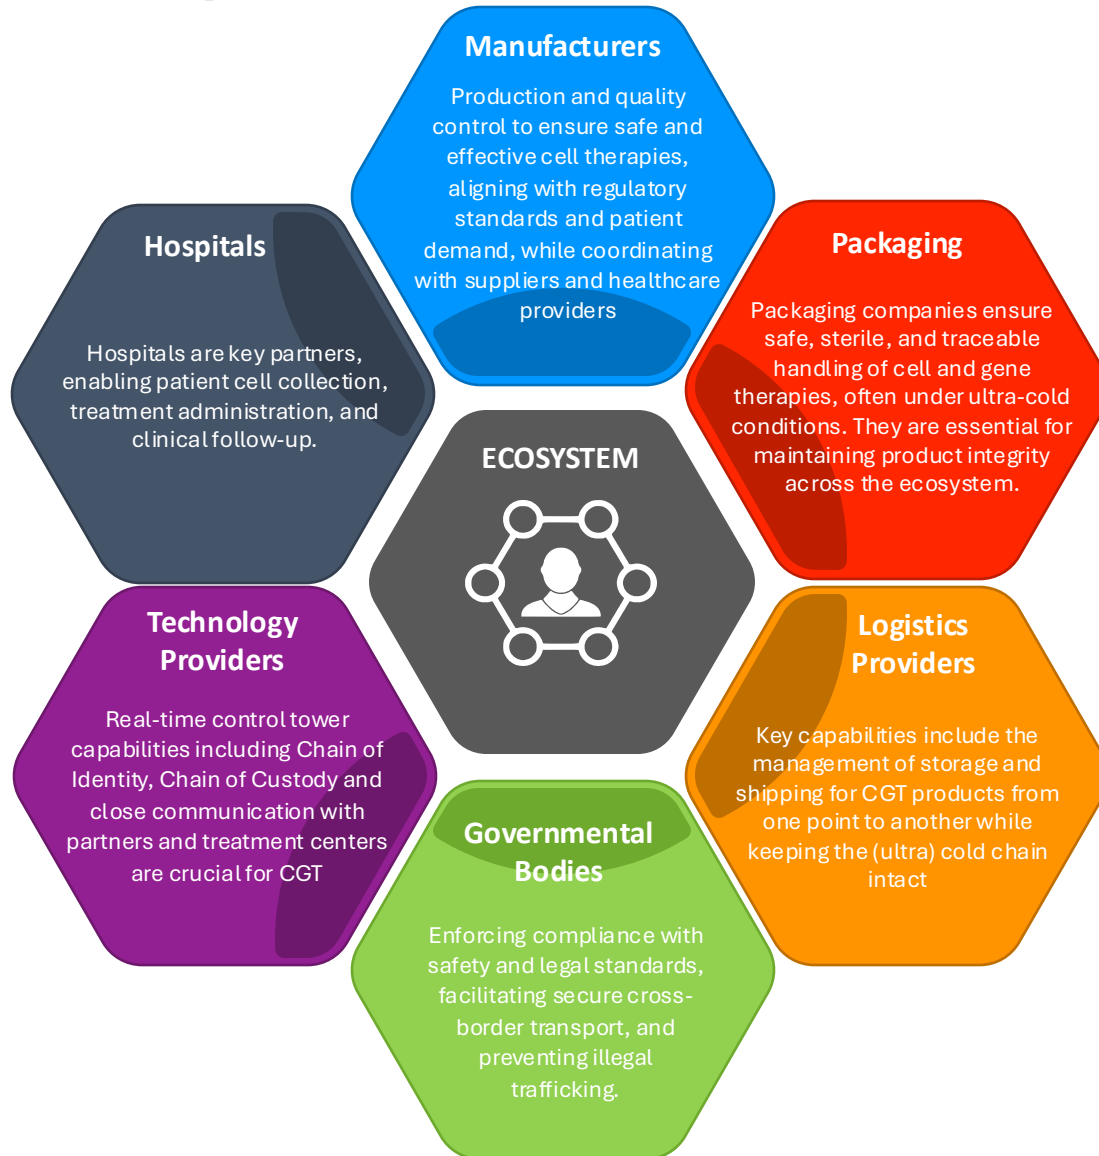 Manufacturers
Production and quality
control to ensure safe and
effective cell therapies,
aligning with regulatory
standards and patient
demand, while coordinating
with suppliers and healthcare
providers
Hospitals
Hospitals are key partners,
enabling patient cell collection,
treatment administration, and
clinical follow-up.
Packaging
Packaging companies ensure
safe, sterile, and traceable
handling of cell and gene
therapies, often under ultra-cold
conditions. They are essential for
maintaining product integrity
across the ecosystem.
ECOSYSTEM
Technology
Providers
Real-time control tower
capabilities including Chain of
Identity, Chain of Custody and
close communication with
partners and treatment centers
are crucial for CGT
Logistics
Providers
Key capabilities include the
management of storage and
shipping for CGT products from
one point to another while
keeping the (ultra) cold chain
intact
Governmental
Bodies
Enforcing compliance with
safety and legal standards,
facilitating secure cross-
border transport, and
preventing illegal
trafficking.